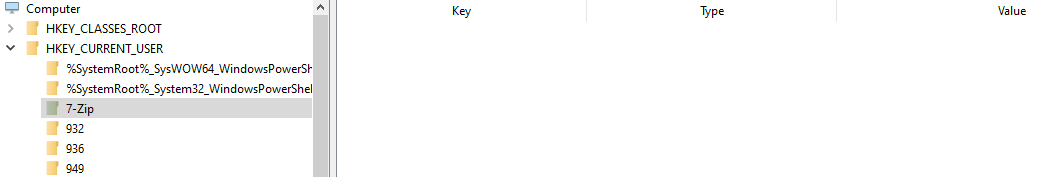 Computer
Key Type Value
HKEY_CLASSES_ROOT
HKEY_CURRENT_USER
%SystemRoot%_SysWOW64_WindowsPowerSh
%SystemRoot%_System32_WindowsPowerShel
7-Zip
932
936
949